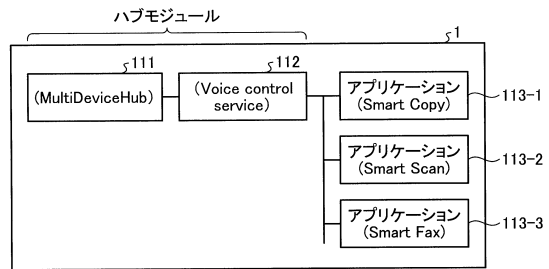 ハブモジュール
1
111
112
(MultiDeviceHub)
(Voice control
service)
アプリケーション
(Smart Copy)
113-1
アプリケーション
(Smart Scan)
113-2
アプリケーション
(Smart Fax)
113-3